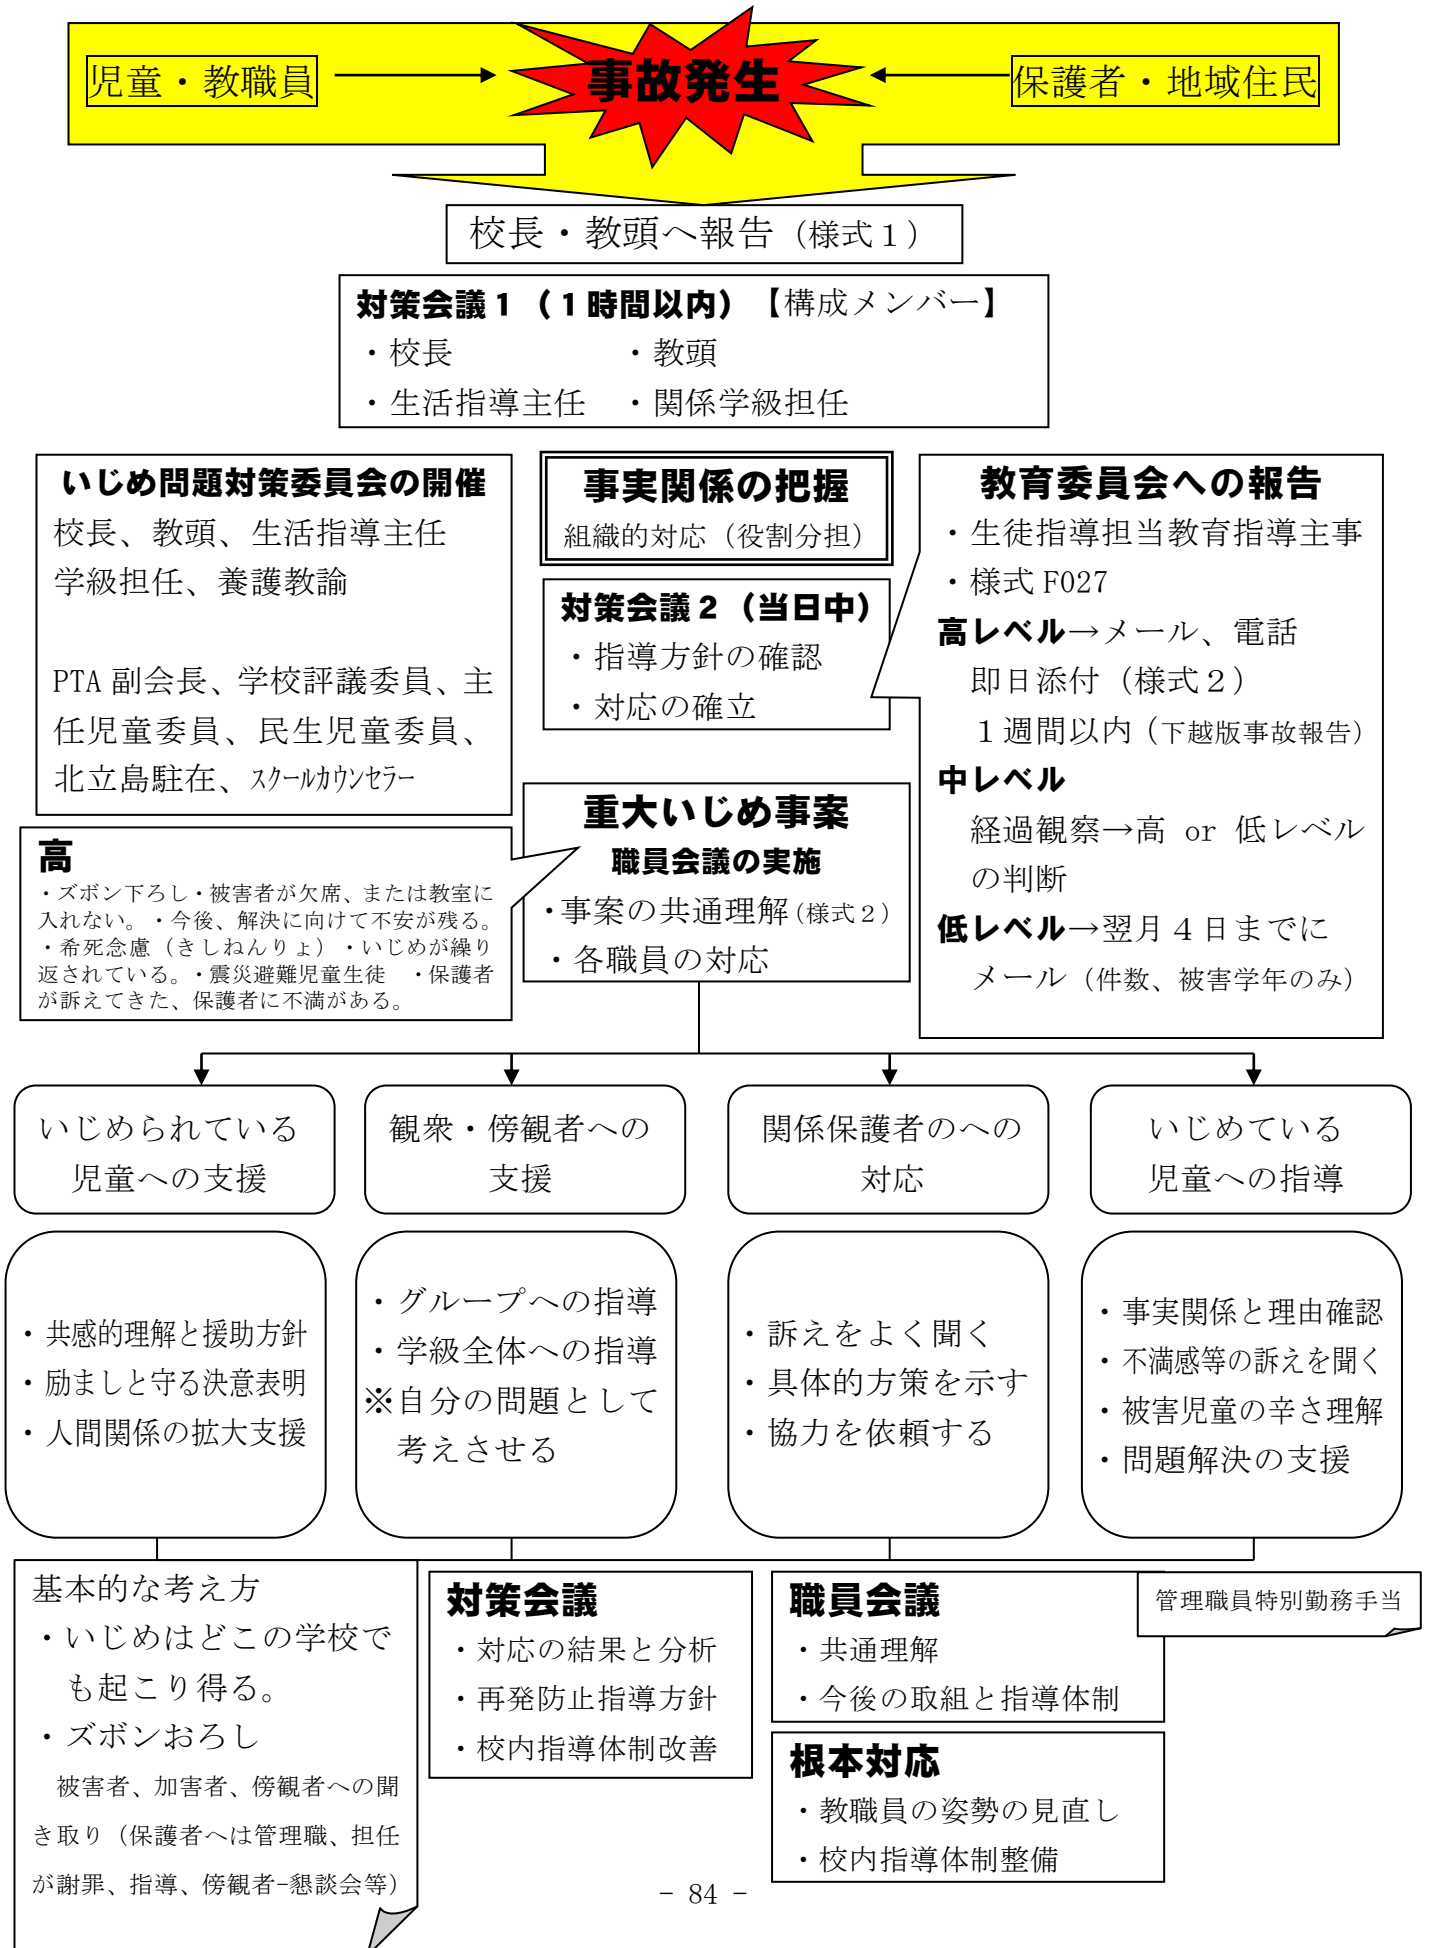 児童・教職員
事故発生
保護者・地域住民
校長・教頭へ報告（様式１）
対策会議１（１時間以内）【構成メンバー】
・校長　・教頭
・生活指導主任　・関係学級担任
いじめ問題対策委員会の開催
校長、教頭、生活指導主任
学級担任、養護教諭
PTA 副会長、学校評議委員、主
任児童委員、民生児童委員、
北立島駐在、ｽｸｰﾙｶｳﾝｾﾗｰ
事実関係の把握
組織的対応（役割分担）
対策会議２（当日中）
・指導方針の確認
・対応の確立
教育委員会への報告
・生徒指導担当教育指導主事
・様式 F027
高レベル→メール、電話
即日添付（様式２）
１週間以内（下越版事故報告）
中レベル
経過観察→高 or 低レベル
の判断
低レベル→翌月４日までに
メール（件数、被害学年のみ）
高
・ズボン下ろし・被害者が欠席、または教室に
入れない。・今後、解決に向けて不安が残る。
・希死念慮（きしねんりょ）・いじめが繰り
返されている。・震災避難児童生徒　・保護者
が訴えてきた、保護者に不満がある。
重大いじめ事案
職員会議の実施
・事案の共通理解（様式２）
・各職員の対応
いじめられている
児童への支援
観衆・傍観者への
支援
関係保護者のへの
対応
いじめている
児童への指導
・共感的理解と援助方針
・励ましと守る決意表明
・人間関係の拡大支援
・グループへの指導
・学級全体への指導
※自分の問題として
考えさせる
・訴えをよく聞く
・具体的方策を示す
・協力を依頼する
・事実関係と理由確認
・不満感等の訴えを聞く
・被害児童の辛さ理解
・問題解決の支援
基本的な考え方
・いじめはどこの学校で
も起こり得る。
・ズボンおろし
被害者、加害者、傍観者への聞
き取り（保護者へは管理職、担任
が謝罪、指導、傍観者-懇談会等）
対策会議
・対応の結果と分析
・再発防止指導方針
・校内指導体制改善
職員会議
・共通理解
・今後の取組と指導体制
管理職員特別勤務手当
根本対応
・教職員の姿勢の見直し
・校内指導体制整備
- 84 -